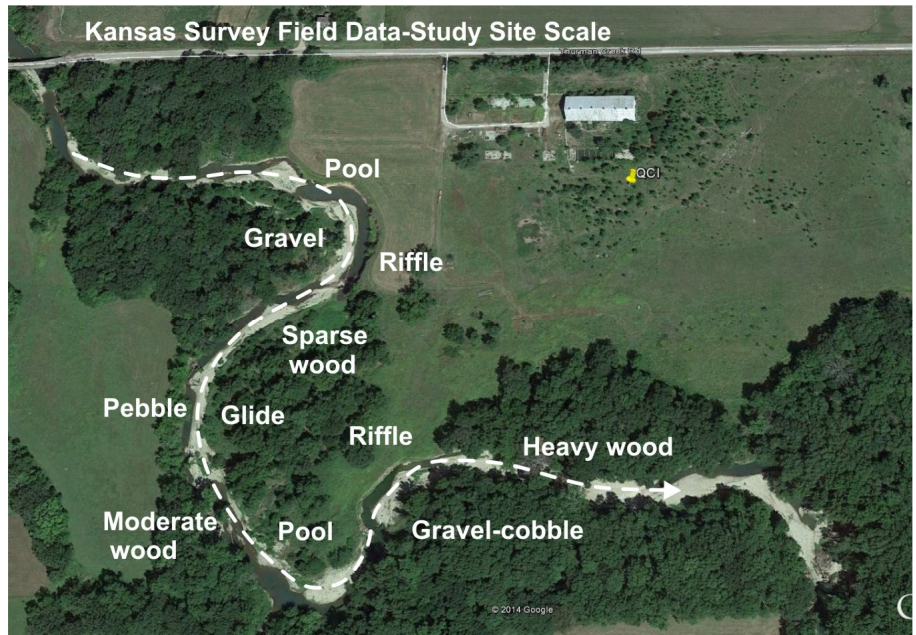 Kansas Survey Field Data-Study Site Scale
Pool
QCI
Gravel
Riffle
Sparse
wood
Pebble
Glide
Riffle
Heavy wood
Moderate
wood
Pool
Gravel-cobble
© 2014 Google